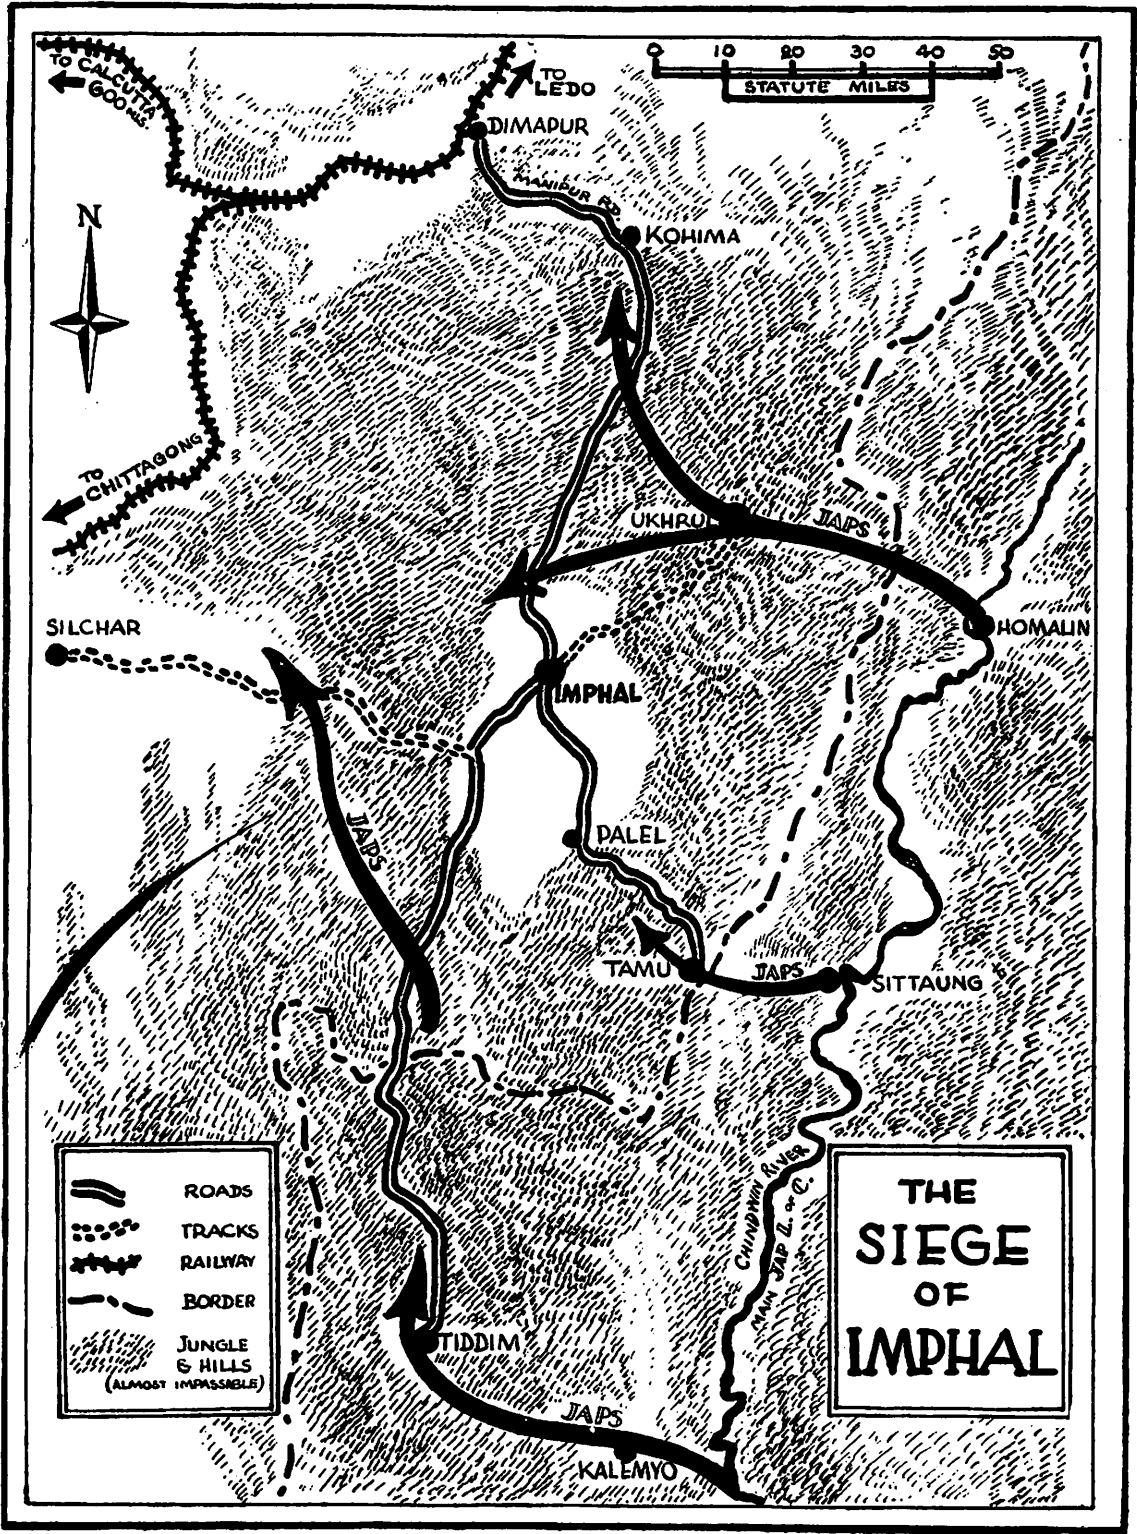 TO CALCUTTA
600 MS.
TO
LEDO
0 10 20 30 40 50
STATUTE MILES
DIMAPUR
MANIPUR RD.
KOHIMA
N
TO
CHITTAGONG
UKHRUL
JAPS
HOMALIN
SILCHAR
IMPHAL
JAPS
PALEL
TAMU
JAPS
SITTAUNG
CHINDWIN RIVER
MAIN JAP L. OF C.
ROADS
TRACKS
RAILWAY
BORDER
JUNGLE
& HILLS
(ALMOST IMPASSABLE)
THE
SIEGE
OF
IMPHAL
TIDDIM
JAPS
KALEMYO